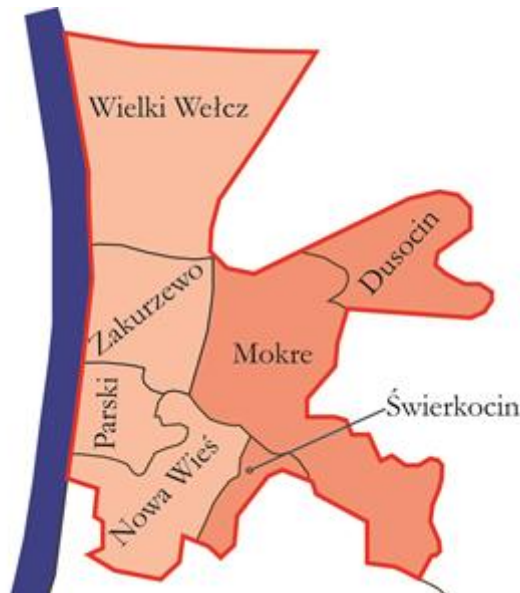 Wielki Wełcz
Dusocin
Zakurzewo
Mokre
Parski
Świerkocin
Nowa Wieś